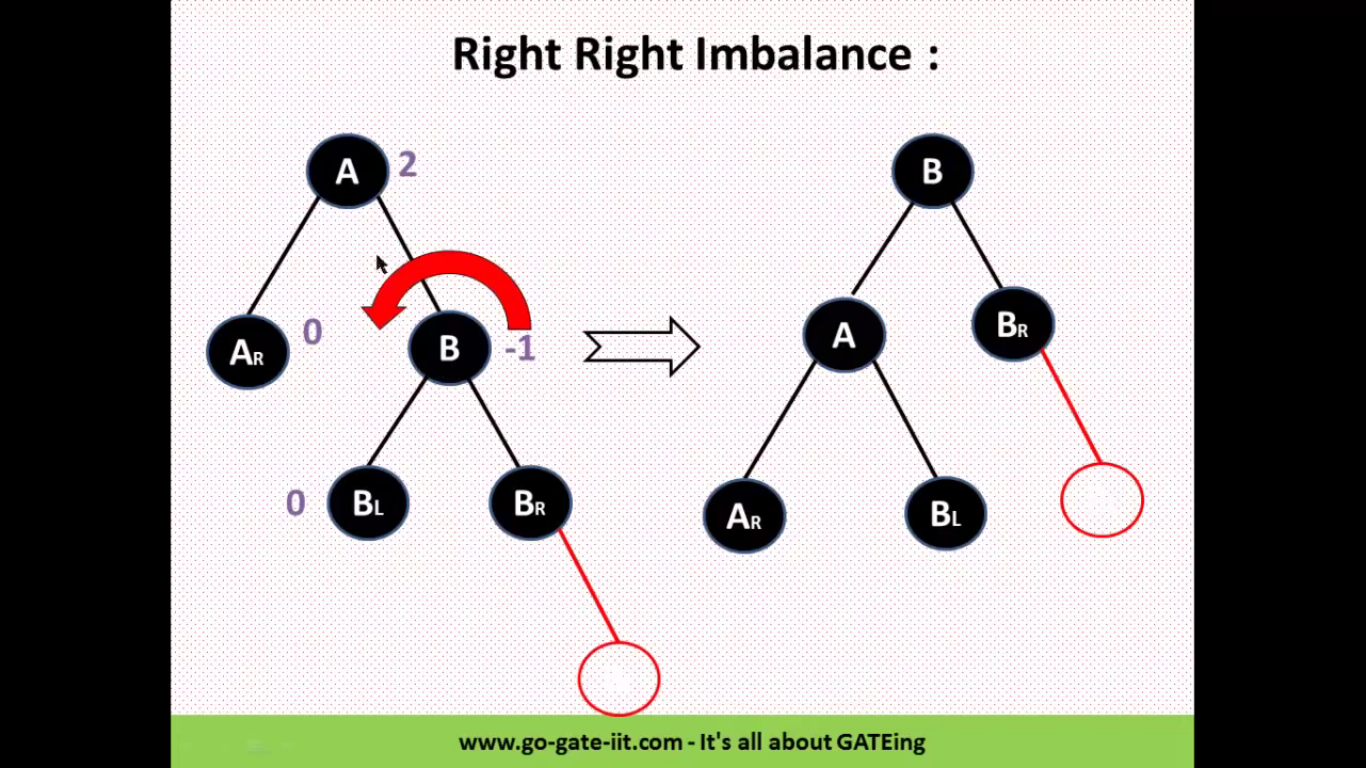 Right Right Imbalance :
A 2 B
AR 0 B -1 A BR
0 BL BR AR BL
www.go-gate-iit.com - It's all about GATEing